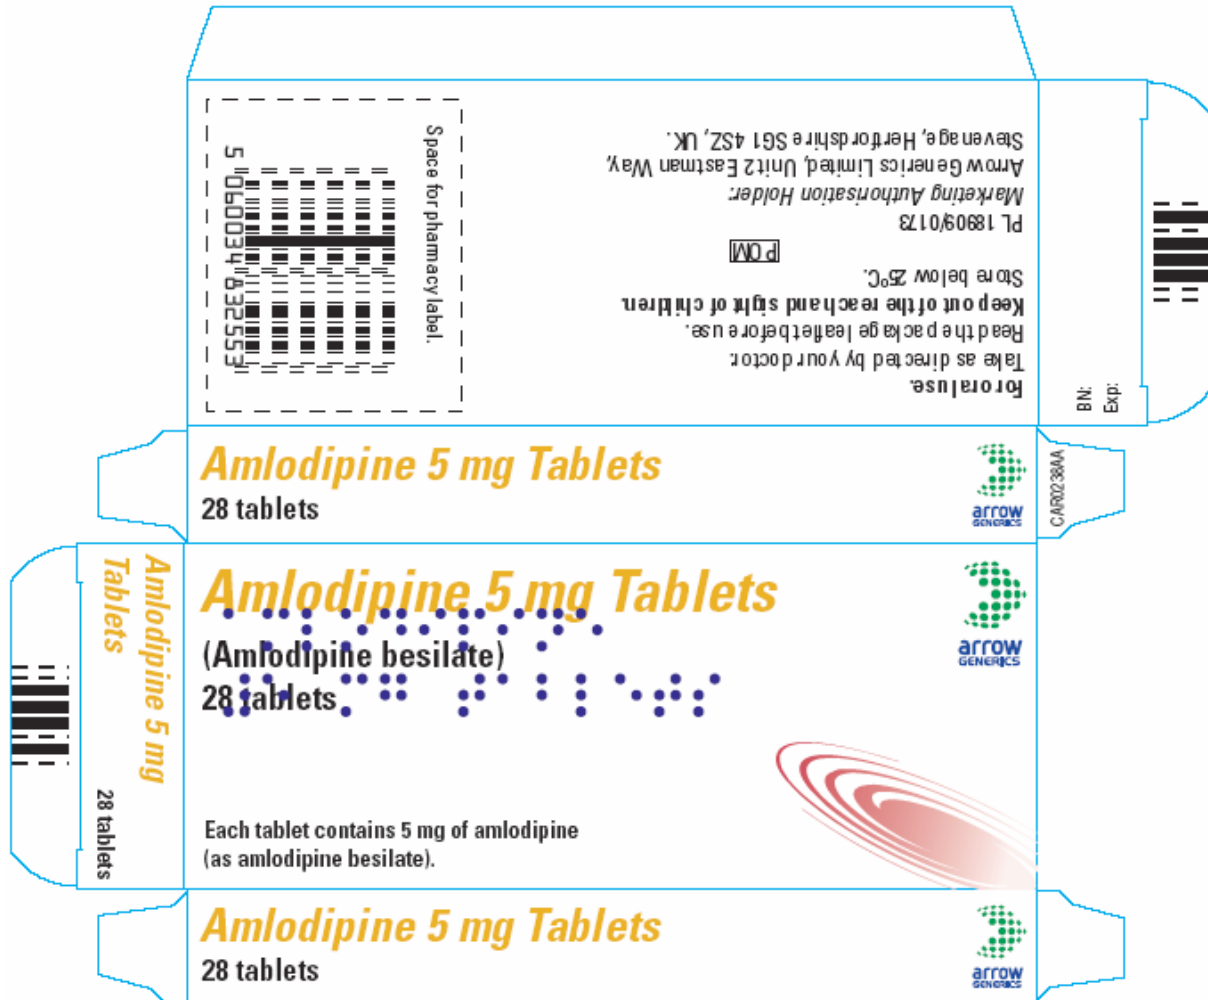 Space for pharmacy label.
5 060034 832553
For oral use.
Take as directed by your doctor.
Read the package leaflet before use.
Keep out of the reach and sight of children.
Store below 25°C.
POM
PL 18909/0173
Marketing Authorisation Holder:
Arrow Generics Limited, Unit 2 Eastman Way,
Stevenage, Hertfordshire SG1 4SZ, UK.
BN:
Exp:
Amlodipine 5 mg Tablets
28 tablets
arrow
GENERICS
CAR0236AA
Amlodipine 5 mg
Tablets
28 tablets
Amlodipine 5 mg Tablets
(Amlodipine besilate)
28 tablets
arrow
GENERICS
Each tablet contains 5 mg of amlodipine
(as amlodipine besilate).
Amlodipine 5 mg Tablets
28 tablets
arrow
GENERICS